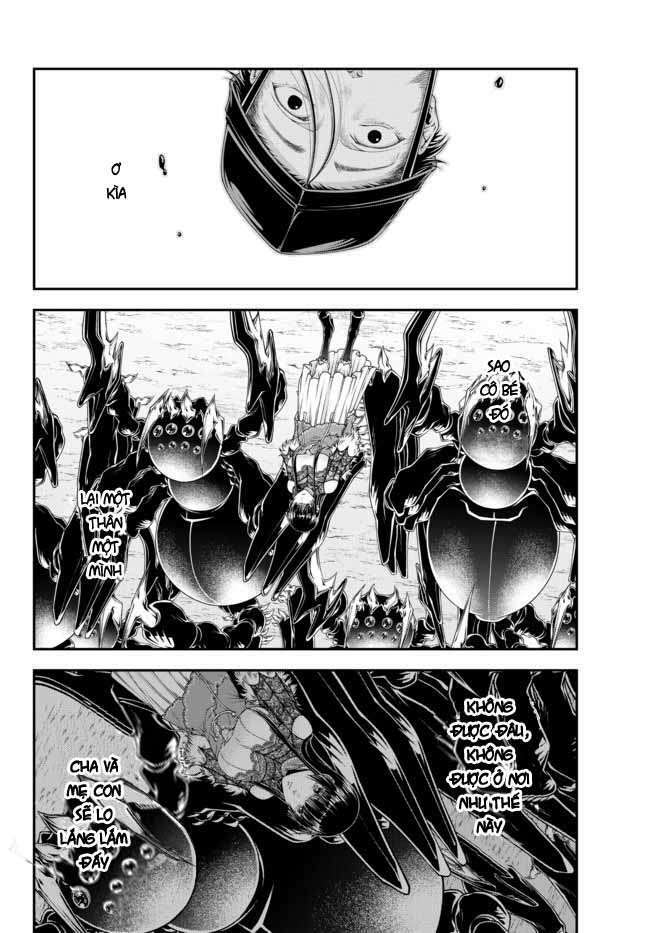 Ơ
KÌA
SAO
CÔ BÉ
ĐÓ
LẠI MỘT
THÂN
MỘT
MÌNH
KHÔNG
ĐƯỢC ĐÂU,
KHÔNG
ĐƯỢC Ở NƠI
NHƯ THẾ
NÀY
CHA VÀ
MẸ CON
SẼ LO
LẮNG LẮM
ĐẤY